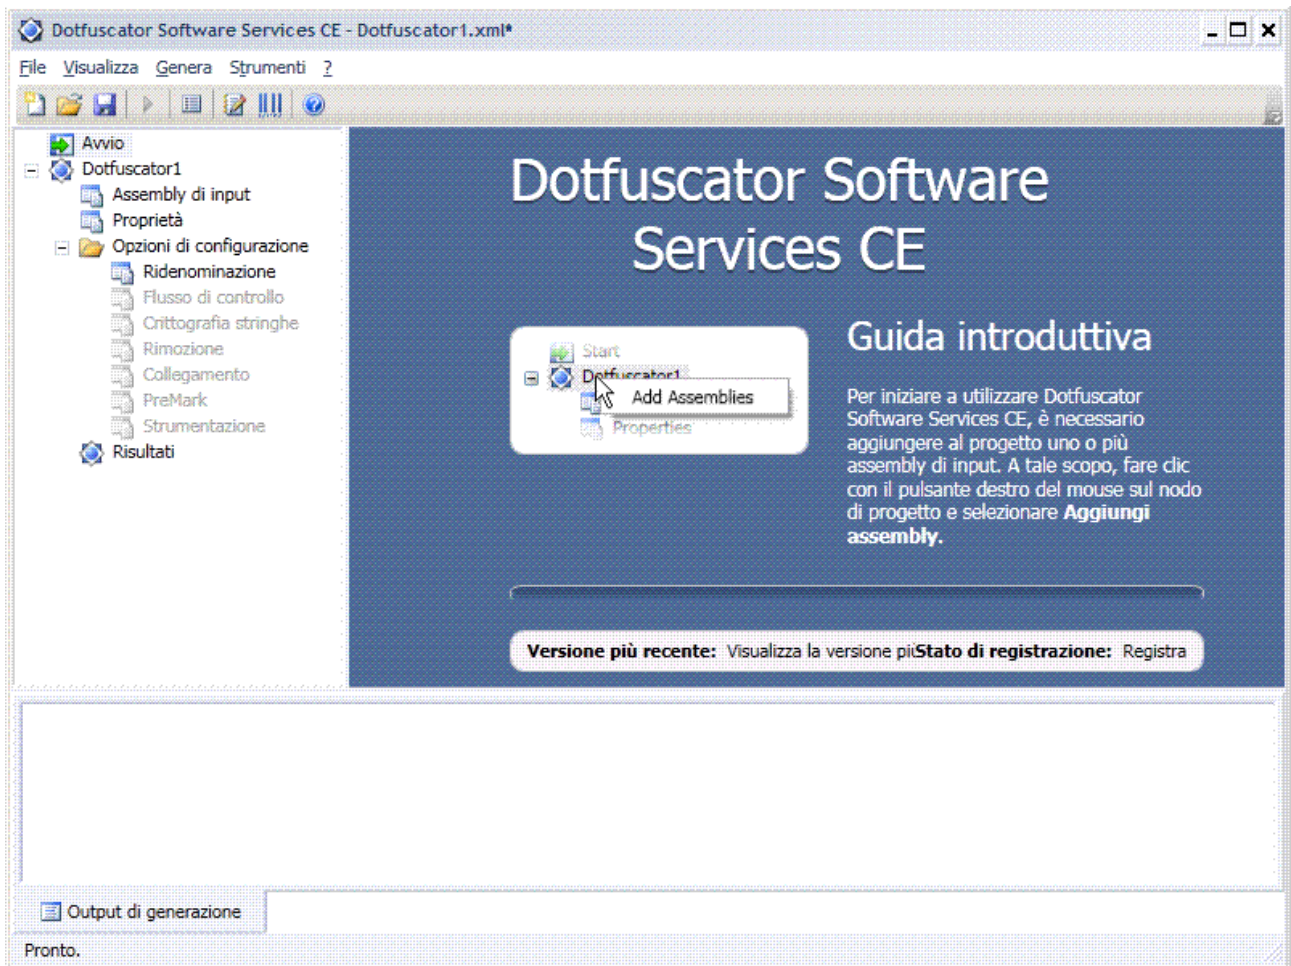 Dotfuscator Software Services CE - Dotfuscator1.xml*
File Visualizza Genera Strumenti ?
Avvio
Dotfuscator1
Assembly di input
Proprietà
Opzioni di configurazione
Ridenominazione
Flusso di controllo
Crittografia stringhe
Rimozione
Collegamento
PreMark
Strumentazione
Risultati
Dotfuscator Software
Services CE
Start
Dotfuscator1
Add Assemblies
Properties
Guida introduttiva
Per iniziare a utilizzare Dotfuscator
Software Services CE, è necessario
aggiungere al progetto uno o più
assembly di input. A tale scopo, fare clic
con il pulsante destro del mouse sul nodo
di progetto e selezionare Aggiungi
assembly.
Versione più recente: Visualizza la versione più Stato di registrazione: Registra
Output di generazione
Pronto.